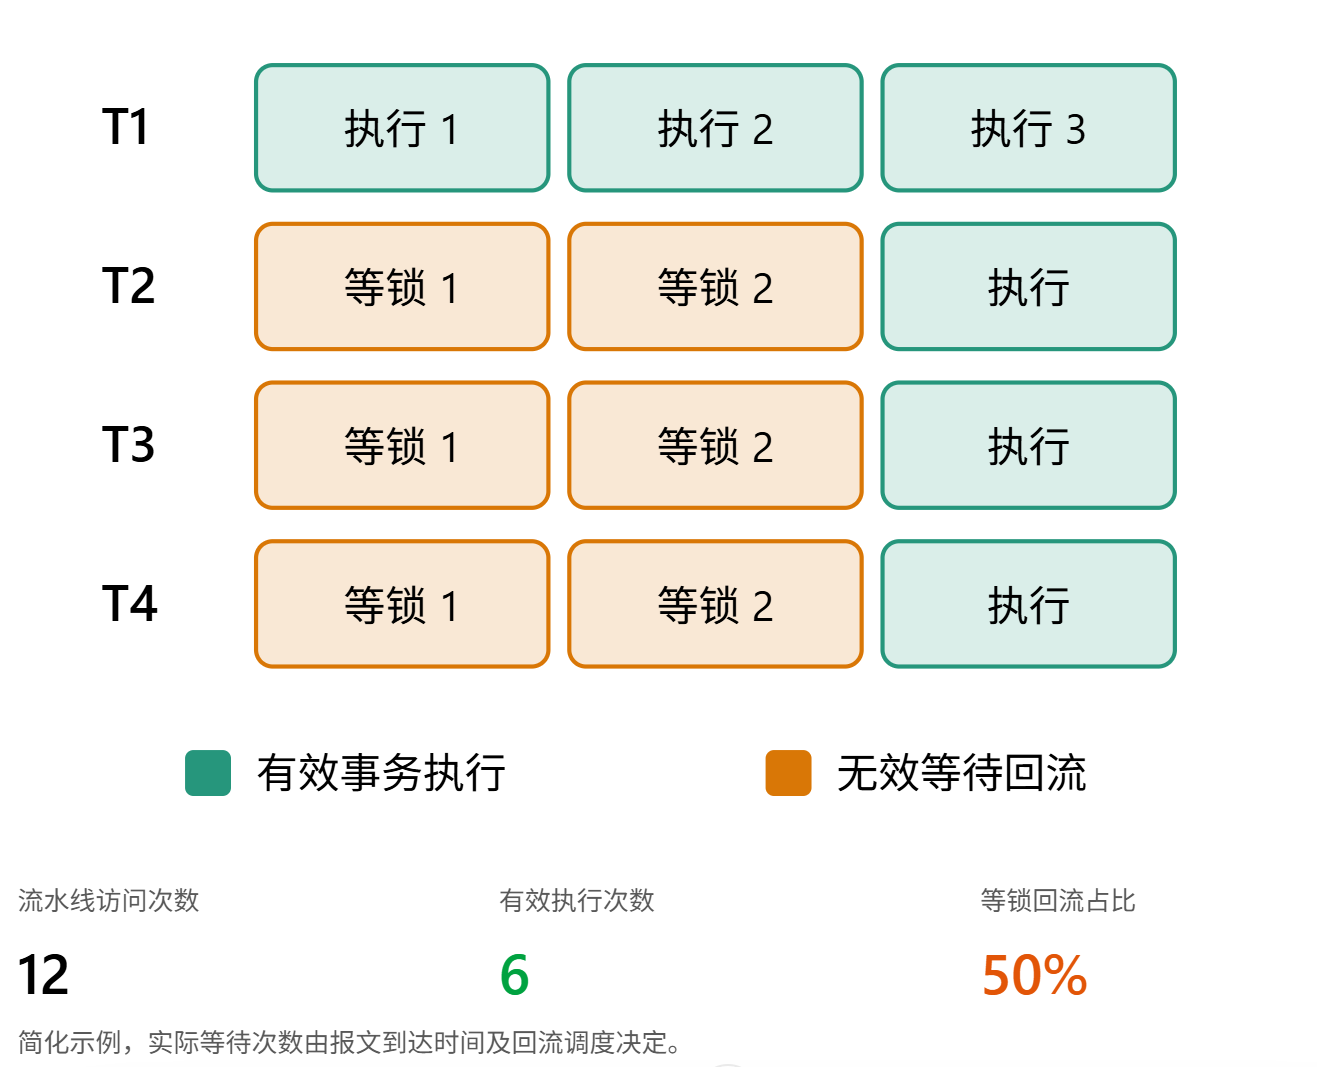 T1 执行 1 执行 2 执行 3
T2 等锁 1 等锁 2 执行
T3 等锁 1 等锁 2 执行
T4 等锁 1 等锁 2 执行
有效事务执行 无效等待回流
流水线访问次数 有效执行次数 等锁回流占比
12 6 50%
简化示例，实际等待次数由报文到达时间及回流调度决定。